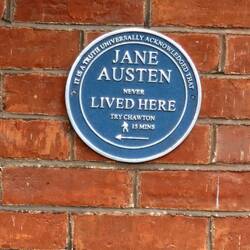 IT IS A TRUTH UNIVERSALLY ACKNOWLEDGED THAT
JANE
AUSTEN
NEVER
LIVED HERE
TRY CHAWTON
15 MINS